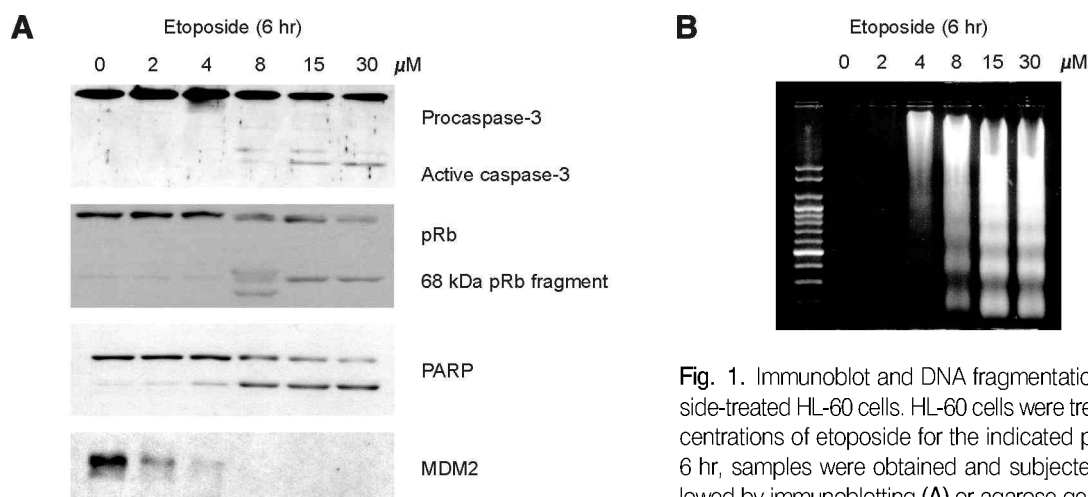 A
Etoposide (6 hr)
0 2 4 8 15 30 µM
Procaspase-3
Active caspase-3
pRb
68 kDa pRb fragment
PARP
MDM2
B
Etoposide (6 hr)
0 2 4 8 15 30 µM
Fig. 1. Immunoblot and DNA fragmentatio
side-treated HL-60 cells. HL-60 cells were tre
centrations of etoposide for the indicated p
6 hr, samples were obtained and subjecte
lowed by immunoblotting (A) or agarose ge